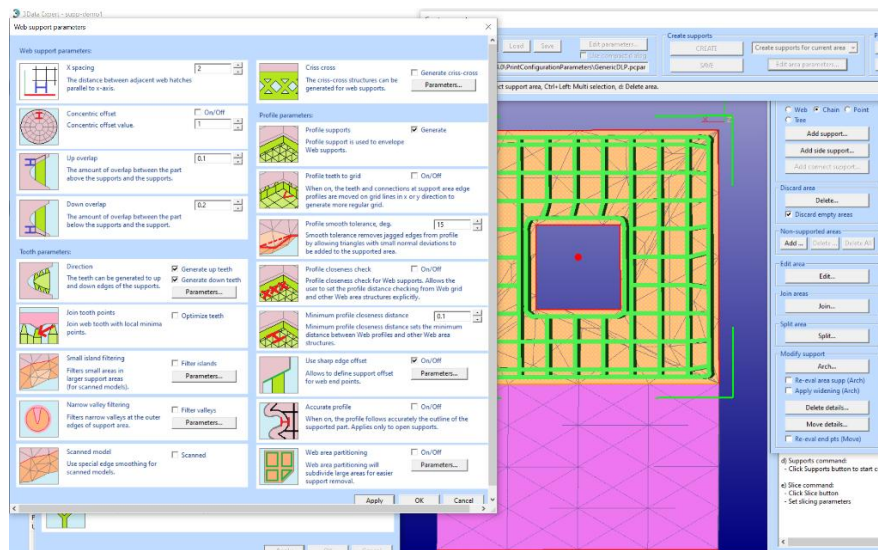 3Data Expert - supp-demo1
Web support parameters
Web support parameters:
X spacing
2
The distance between adjacent web hatches
parallel to x-axis.
Concentric offset
On/Off
Concentric offset value.
1
Up overlap
0.1
The amount of overlap between the part
above the supports and the supports.
Down overlap
0.2
The amount of overlap between the part
below the supports and the support.
Tooth parameters:
Direction
The teeth can be generated to up
and down edges of the supports.
Generate up teeth
Generate down teeth
Parameters...
Join tooth points
Join web tooth with local minima
points.
Optimize teeth
Small island filtering
Filters small areas in
larger support areas
(for scanned models).
Filter islands
Parameters...
Narrow valley filtering
Filters narrow valleys at the outer
edges of support area.
Filter valleys
Parameters...
Scanned model
Use special edge smoothing for
scanned models.
Scanned
Criss cross
The criss-cross structures can be
generated for web supports.
Generate criss-cross
Parameters...
Profile parameters:
Profile supports
Generate
Profile support is used to envelope
Web supports.
Profile teeth to grid
On/Off
When on, the teeth and connections at support area edge
profiles are moved on grid lines in x or y direction to
generate more regular grid.
Profile smooth tolerance, deg.
15
Smooth tolerance removes jagged edges from profile
by allowing triangles with small normal deviations to
be added to the supported area.
Profile closeness check
On/Off
Profile closeness check for Web supports. Allows the
user to set the profile distance checking from Web grid
and other Web area structures explicitly.
Minimum profile closeness distance
0.1
Minimum profile closeness distance sets the minimum
distance between Web profiles and other Web area
structures.
Use sharp edge offset
On/Off
Allows to define support offset
for web and points.
Parameters...
Accurate profile
On/Off
When on, the profile follows accurately the outline of the
supported part. Applies only to open supports.
Web area partitioning
On/Off
Web area partitioning will
subdivide large areas for easier
support removal.
Parameters...
Apply
OK
Cancel
Load
Save
Edit parameters...
Create supports
CREATE
SAVE
Create supports for current area
Edit area parameters...
.0\PrintConfigurationParameters\GenericDLP.pcpar
ct support area, Ctrl+Left: Multi selection, d: Delete area.
Web
Chain
Point
Tree
Add support...
Add side support...
Add connect support...
Discard area
Delete...
Discard empty areas
Non-supported areas
Add ...
Delete ...
Delete All
Edit area
Edit...
Join areas
Join...
Split area
Split...
Modify support
Arch...
Re-eval area supp (Arch)
Apply widening (Arch)
Delete details...
Move details...
Re-eval end pts (Move)
d) Supports command:
- Click Supports button to start c
e) Slice command:
- Click Slice button
- Set slicing parameters